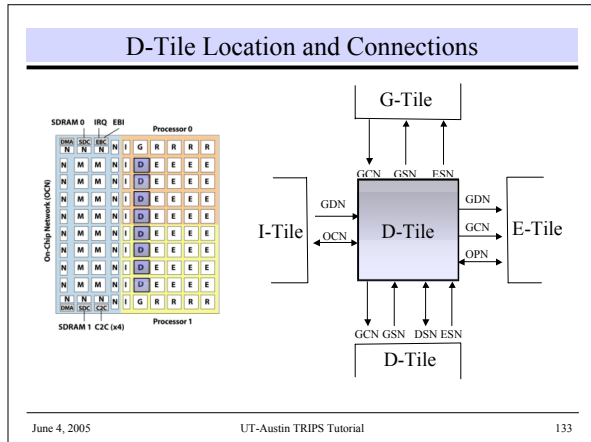 D-Tile Location and Connections
SDRAM 0 IRQ EBI
Processor 0
DMA SDC EBC
N N N N I G R R R R
N M M N I D E E E E
N M M N I D E E E E
N M M N I D E E E E
N M M N I D E E E E
N M M N I D E E E E
N M M N I D E E E E
N M M N I D E E E E
N M M N I D E E E E
N N N N I G R R R R
DMA SDC C2C
On-Chip Network (OCN)
SDRAM 1 C2C (x4)
Processor 1
G-Tile
GCN GSN ESN
I-Tile
GDN
OCN
D-Tile
GDN
GCN
OPN
E-Tile
GCN GSN DSN ESN
D-Tile
June 4, 2005
UT-Austin TRIPS Tutorial
133